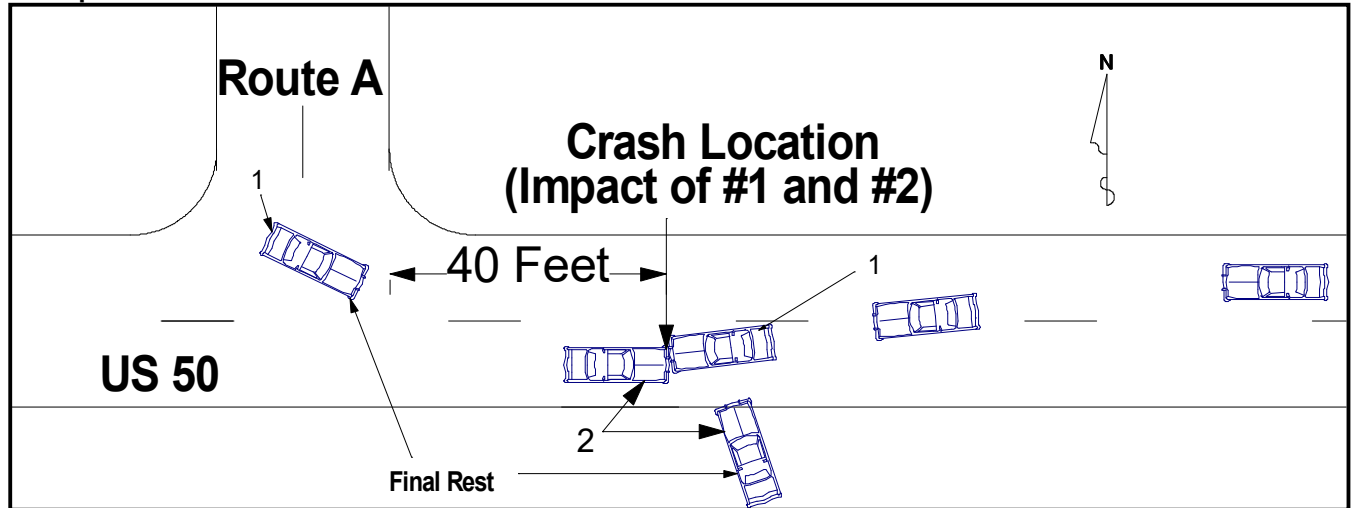 Route A
N
Crash Location
(Impact of #1 and #2)
1
40 Feet
1
US 50
2
Final Rest